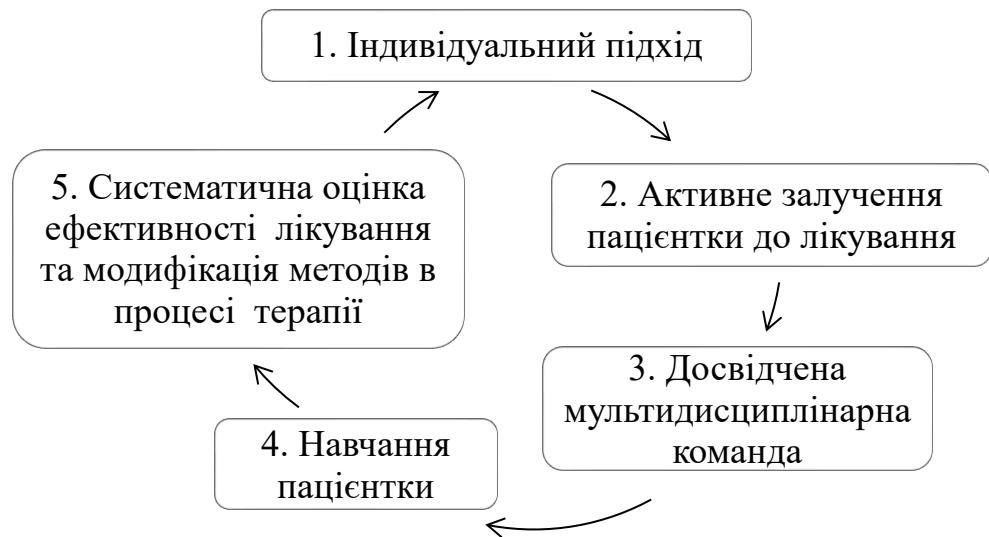 1. Індивідуальний підхід
2. Активне залучення
пацієнтки до лікування
3. Досвідчена
мультидисциплінарна
команда
4. Навчання
пацієнтки
5. Систематична оцінка
ефективності лікування
та модифікація методів в
процесі терапії